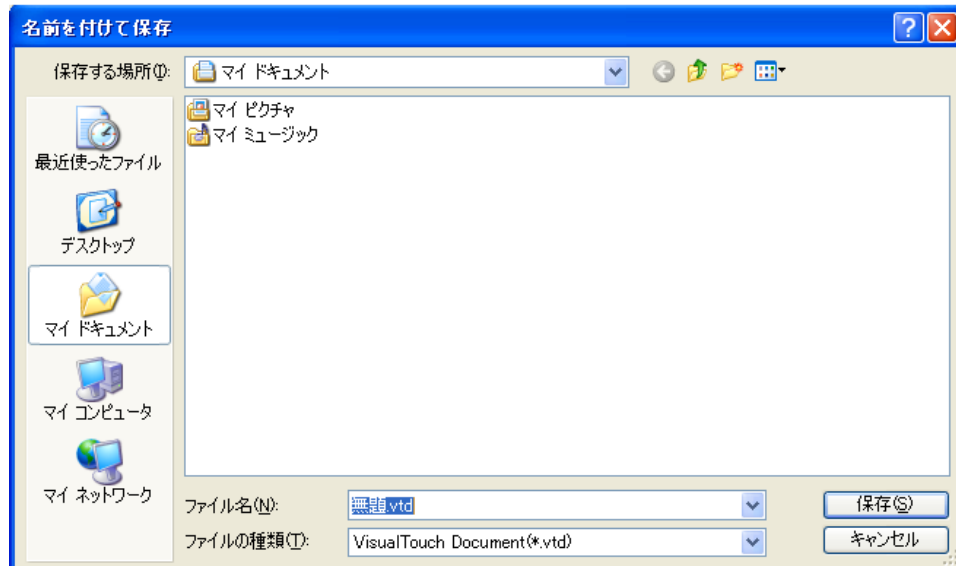 名前を付けて保存
保存する場所(I):
マイ ドキュメント
マイ ピクチャ
マイ ミュージック
最近使ったファイル
デスクトップ
マイ ドキュメント
マイ コンピュータ
マイ ネットワーク
ファイル名(N):
無題.vtd
保存(S)
ファイルの種類(T):
VisualTouch Document(*.vtd)
キャンセル